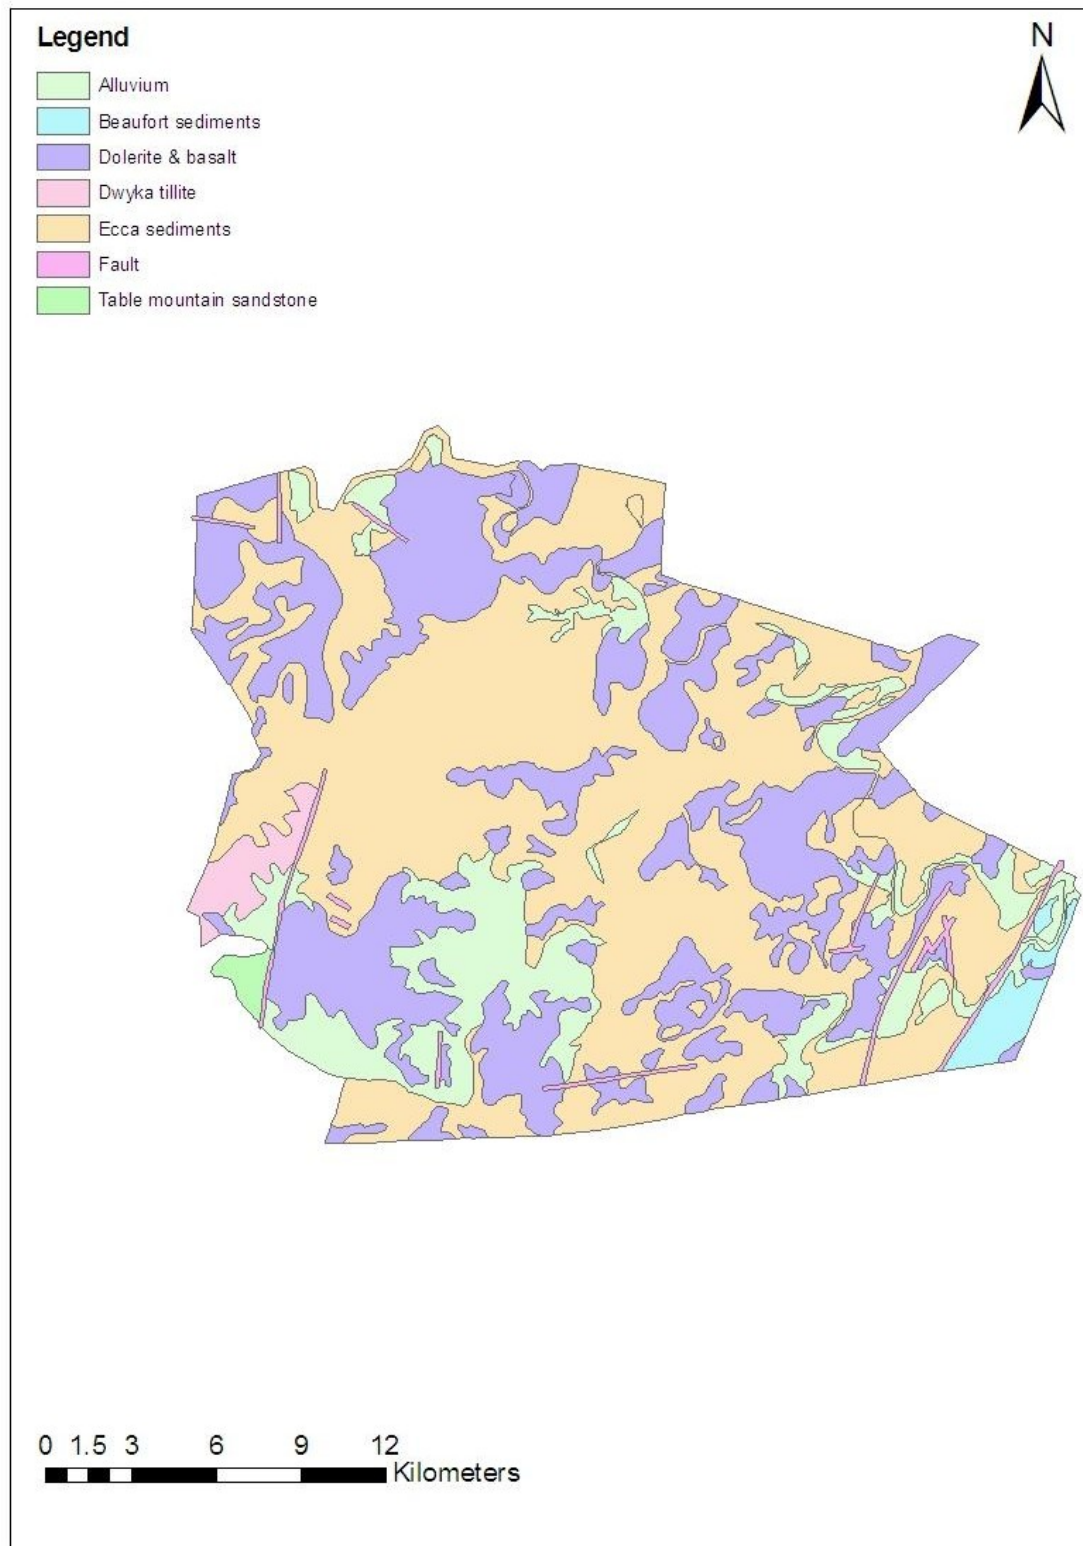 Legend
N
Alluvium
Beaufort sediments
Dolerite & basalt
Dwyka tillite
Ecca sediments
Fault
Table mountain sandstone
0 1.5 3 6 9 12
Kilometers